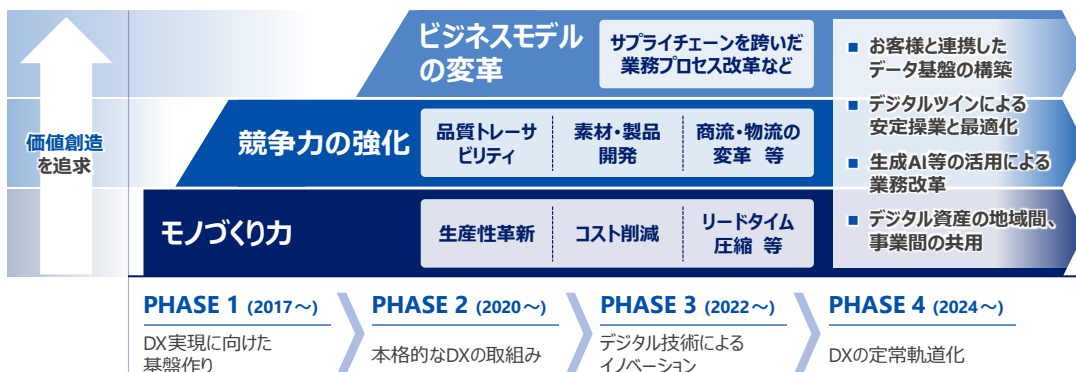 価値創造
を追求
ビジネスモデル
の変革
サプライチェーンを跨いだ
業務プロセス改革など
競争力の強化
品質トレーサ
ビリティ
素材・製品
開発
商流・物流の
変革 等
モノづくり力
生産性革新
コスト削減
リードタイム
圧縮 等
■ お客様と連携した
データ基盤の構築
■ デジタルツインによる
安定操業と最適化
■ 生成AI等の活用による
業務改革
■ デジタル資産の地域間、
事業間の共用
PHASE 1 (2017～)
DX実現に向けた
基盤作り
PHASE 2 (2020～)
本格的なDXの取組み
PHASE 3 (2022～)
デジタル技術による
イノベーション
PHASE 4 (2024～)
DXの定常軌道化